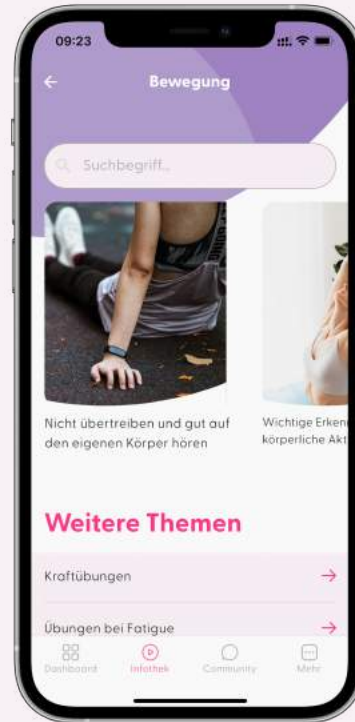 09:23
Bewegung
Suchbegriff...
Nicht übertreiben und gut auf
den eigenen Körper hören
Wichtige Erken
körperliche Akt
Weitere Themen
Kraftübungen
Übungen bei Fatigue
Dashboard
Infothek
Community
Mehr